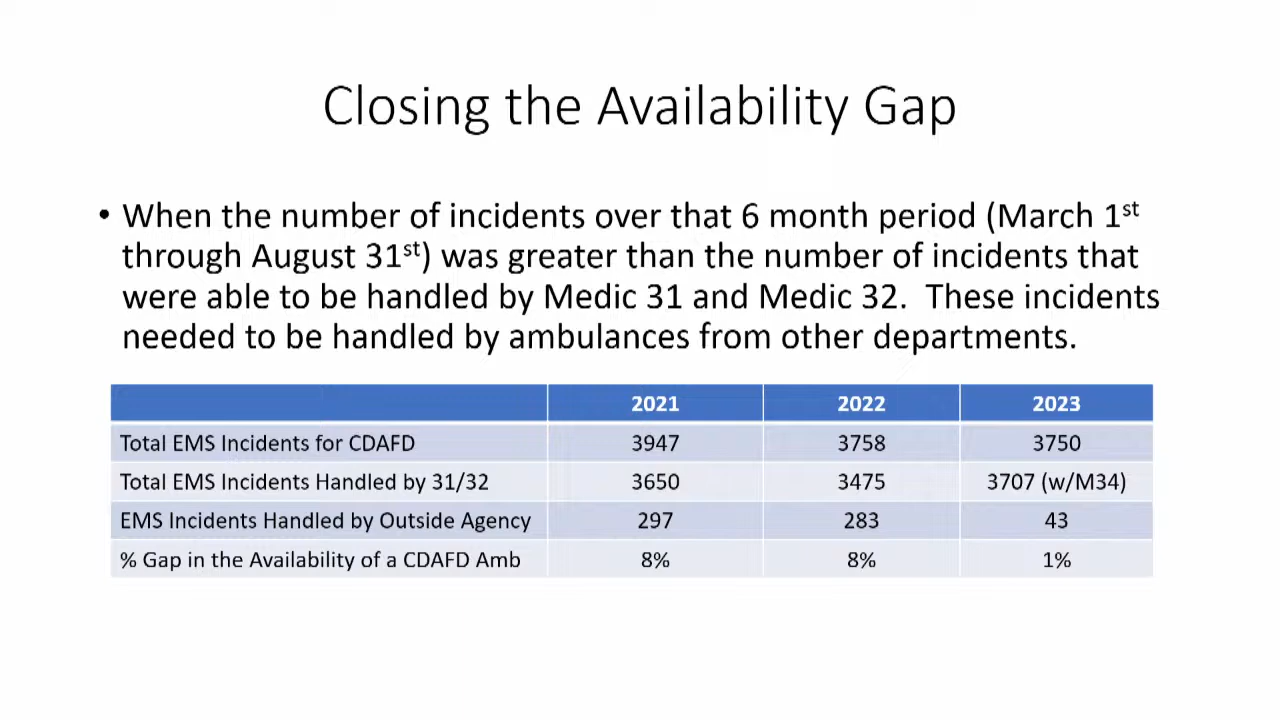 Closing the Availability Gap
• When the number of incidents over that 6 month period (March 1st
through August 31st) was greater than the number of incidents that
were able to be handled by Medic 31 and Medic 32.  These incidents
needed to be handled by ambulances from other departments.
2021 2022 2023
Total EMS Incidents for CDAFD 3947 3758 3750
Total EMS Incidents Handled by 31/32 3650 3475 3707 (w/M34)
EMS Incidents Handled by Outside Agency 297 283 43
% Gap in the Availability of a CDAFD Amb 8% 8% 1%